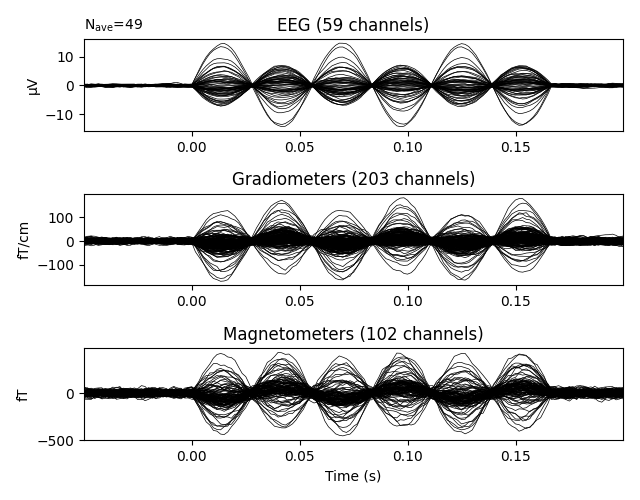 N_ave=49
EEG (59 channels)
10
0
−10
µV
0.00 0.05 0.10 0.15
Gradiometers (203 channels)
100
0
−100
fT/cm
0.00 0.05 0.10 0.15
Magnetometers (102 channels)
0
−500
fT
0.00 0.05 0.10 0.15
Time (s)